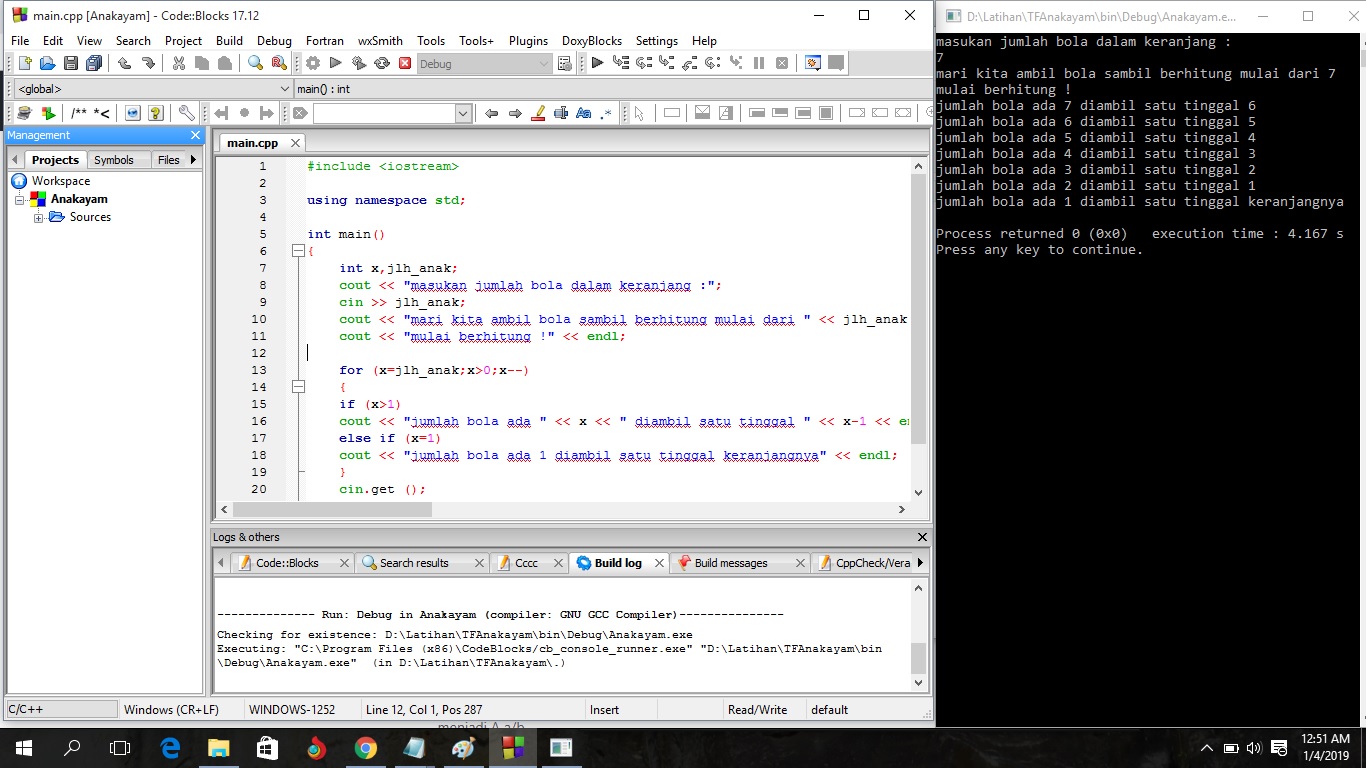 main.cpp [Anakayam] - Code::Blocks 17.12
File Edit View Search Project Build Debug Fortran wxSmith Tools Tools+ Plugins DoxyBlocks Settings Help
Debug
<global> main() : int
/** *<
Aa .*
Management
Projects Symbols Files
Workspace
Anakayam
Sources
main.cpp
1 #include <iostream>
2
3 using namespace std;
4
5 int main()
6 {
7 int x,jlh_anak;
8 cout << "masukan jumlah bola dalam keranjang :";
9 cin >> jlh_anak;
10 cout << "mari kita ambil bola sambil berhitung mulai dari " << jlh_anak
11 cout << "mulai berhitung !" << endl;
12
13 for (x=jlh_anak;x>0;x--)
14 {
15 if (x>1)
16 cout << "jumlah bola ada " << x << " diambil satu tinggal " << x-1 <<
17 else if (x=1)
18 cout << "jumlah bola ada 1 diambil satu tinggal keranjangnya" << endl;
19 }
20 cin.get ();
Logs & others
Code::Blocks Search results Cccc Build log Build messages CppCheck/Vera
-------------- Run: Debug in Anakayam (compiler: GNU GCC Compiler)---------------
Checking for existence: D:\Latihan\TFAnakayam\bin\Debug\Anakayam.exe
Executing: "C:\Program Files (x86)\CodeBlocks/cb_console_runner.exe" "D:\Latihan\TFAnakayam\bin
\Debug\Anakayam.exe" (in D:\Latihan\TFAnakayam\.)
C/C++ Windows (CR+LF) WINDOWS-1252 Line 12, Col 1, Pos 287 Insert Read/Write default
D:\Latihan\TFAnakayam\bin\Debug\Anakayam.e...
masukan jumlah bola dalam keranjang :
7
mari kita ambil bola sambil berhitung mulai dari 7
mulai berhitung !
jumlah bola ada 7 diambil satu tinggal 6
jumlah bola ada 6 diambil satu tinggal 5
jumlah bola ada 5 diambil satu tinggal 4
jumlah bola ada 4 diambil satu tinggal 3
jumlah bola ada 3 diambil satu tinggal 2
jumlah bola ada 2 diambil satu tinggal 1
jumlah bola ada 1 diambil satu tinggal keranjangnya
Process returned 0 (0x0) execution time : 4.167 s
Press any key to continue.
12:51 AM
1/4/2019